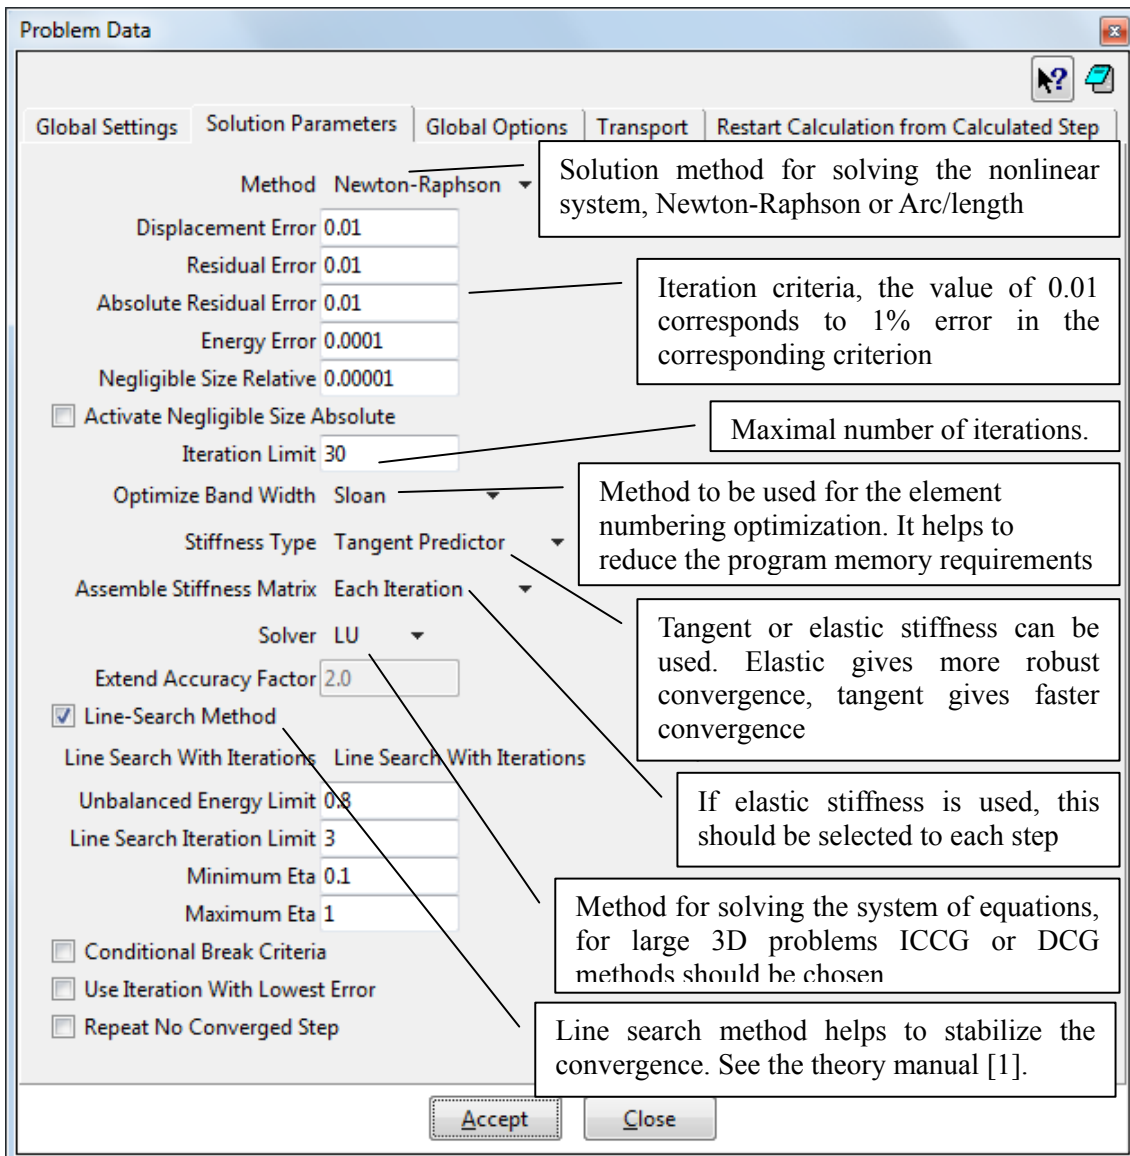 Problem Data
Global Settings
Solution Parameters
Global Options
Transport
Restart Calculation from Calculated Step
Method Newton-Raphson
Solution method for solving the nonlinear
system, Newton-Raphson or Arc/length
Displacement Error 0.01
Residual Error 0.01
Absolute Residual Error 0.01
Energy Error 0.0001
Negligible Size Relative 0.00001
Iteration criteria, the value of 0.01
corresponds to 1% error in the
corresponding criterion
Activate Negligible Size Absolute
Iteration Limit 30
Maximal number of iterations.
Optimize Band Width Sloan
Method to be used for the element
numbering optimization. It helps to
reduce the program memory requirements
Stiffness Type Tangent Predictor
Tangent or elastic stiffness can be
used. Elastic gives more robust
convergence, tangent gives faster
convergence
Assemble Stiffness Matrix Each Iteration
If elastic stiffness is used, this
should be selected to each step
Solver LU
Method for solving the system of equations,
for large 3D problems ICCG or DCG
methods should be chosen
Extend Accuracy Factor 2.0
Line-Search Method
Line search method helps to stabilize the
convergence. See the theory manual [1].
Line Search With Iterations Line Search With Iterations
Unbalanced Energy Limit 0.8
Line Search Iteration Limit 3
Minimum Eta 0.1
Maximum Eta 1
Conditional Break Criteria
Use Iteration With Lowest Error
Repeat No Converged Step
Accept
Close